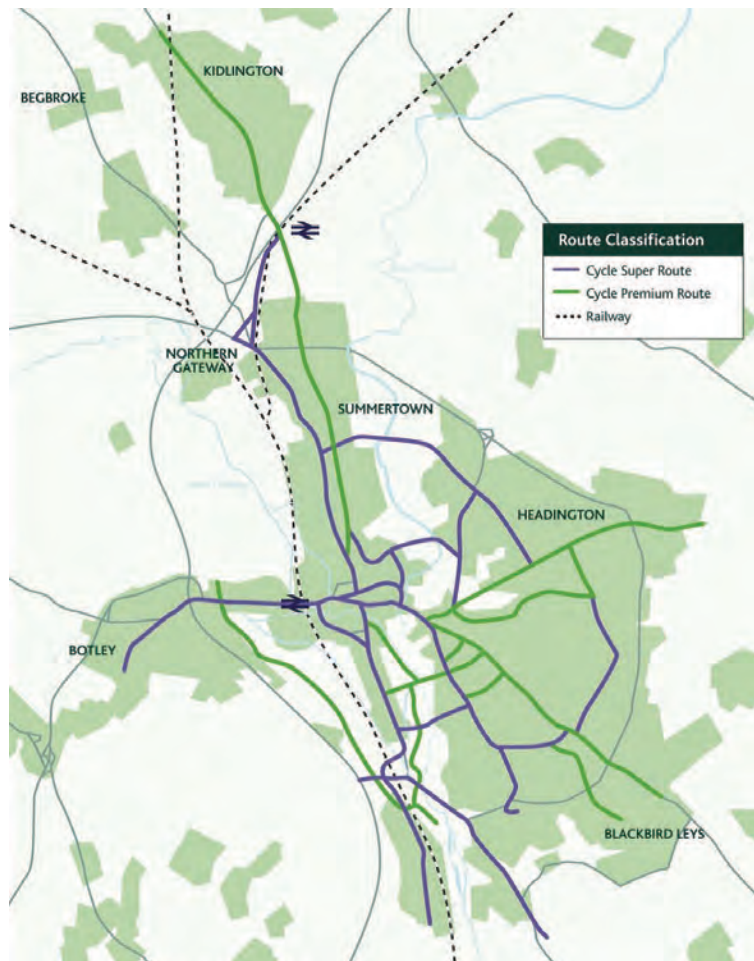 KIDLINGTON
BEGBROKE
Route Classification
Cycle Super Route
Cycle Premium Route
Railway
NORTHERN
GATEWAY
SUMMERTOWN
HEADINGTON
BOTLEY
BLACKBIRD LEYS